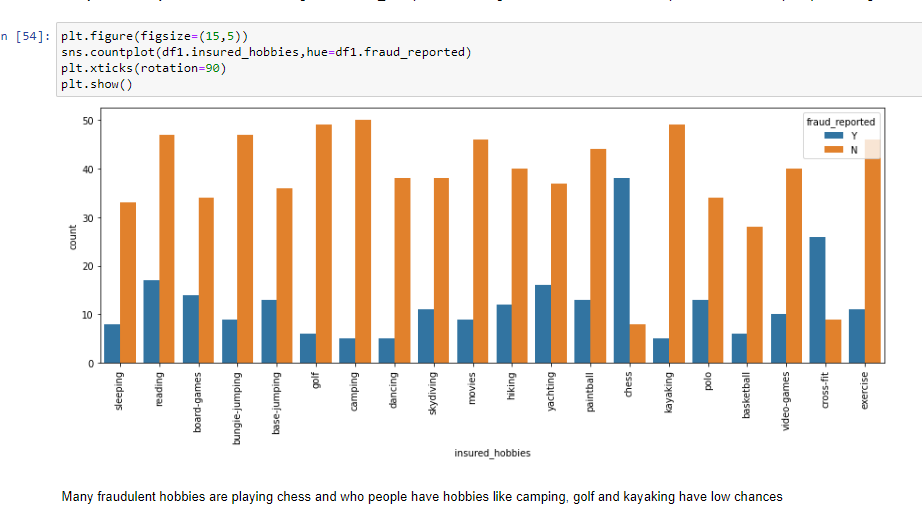 n [54]:
plt.figure(figsize=(15,5))
sns.countplot(df1.insured_hobbies,hue=df1.fraud_reported)
plt.xticks(rotation=90)
plt.show()
fraud_reported
Y
N
50
40
30
20
10
0
count
sleeping
reading
board-games
bungie-jumping
base-jumping
golf
camping
dancing
skydiving
movies
hiking
yachting
paintball
chess
kayaking
polo
basketball
video-games
cross-fit
exercise
insured_hobbies
Many fraudulent hobbies are playing chess and who people have hobbies like camping, golf and kayaking have low chances